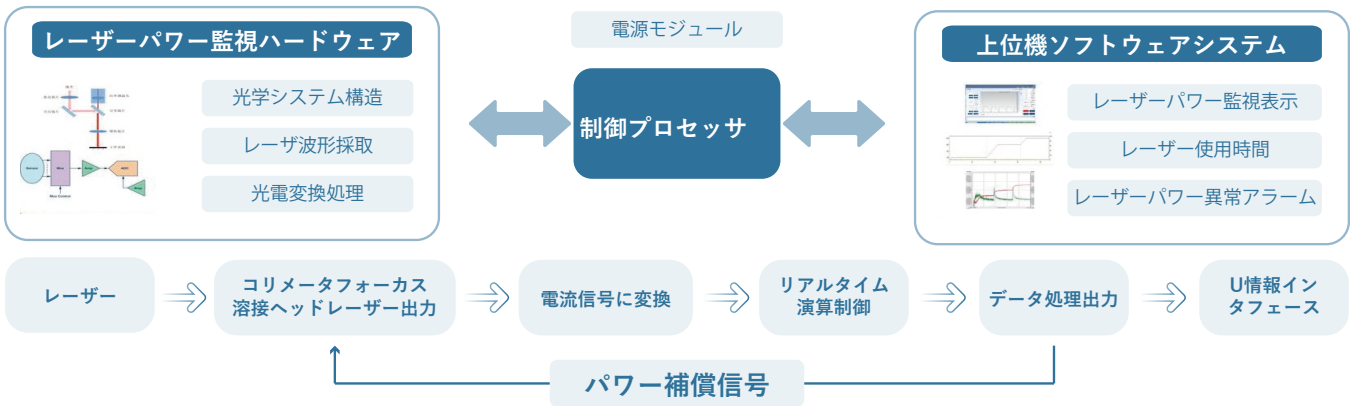 レーザーパワー監視ハードウェア
光学システム構造
レーザ波形採取
光電変換処理
電源モジュール
制御プロセッサ
上位機ソフトウェアシステム
レーザーパワー監視表示
レーザー使用時間
レーザーパワー異常アラーム
レーザー
コリメータフォーカス
溶接ヘッドレーザー出力
電流信号に変換
リアルタイム
演算制御
データ処理出力
U情報イン
タフェース
パワー補償信号